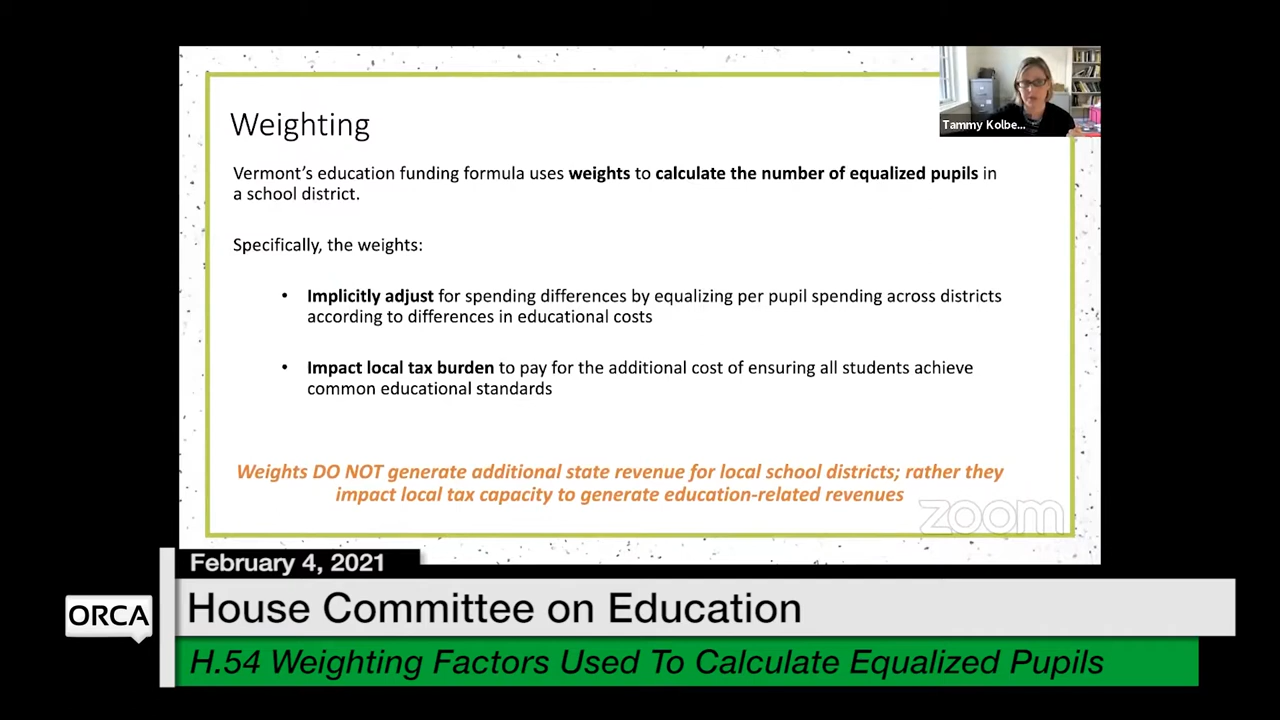 Weighting
Vermont's education funding formula uses weights to calculate the number of equalized pupils in
a school district.
Specifically, the weights:
• Implicitly adjust for spending differences by equalizing per pupil spending across districts
according to differences in educational costs
• Impact local tax burden to pay for the additional cost of ensuring all students achieve
common educational standards
Weights DO NOT generate additional state revenue for local school districts; rather they
impact local tax capacity to generate education-related revenues
Tammy Kolbe...
zoom
February 4, 2021
ORCA
House Committee on Education
H.54 Weighting Factors Used To Calculate Equalized Pupils